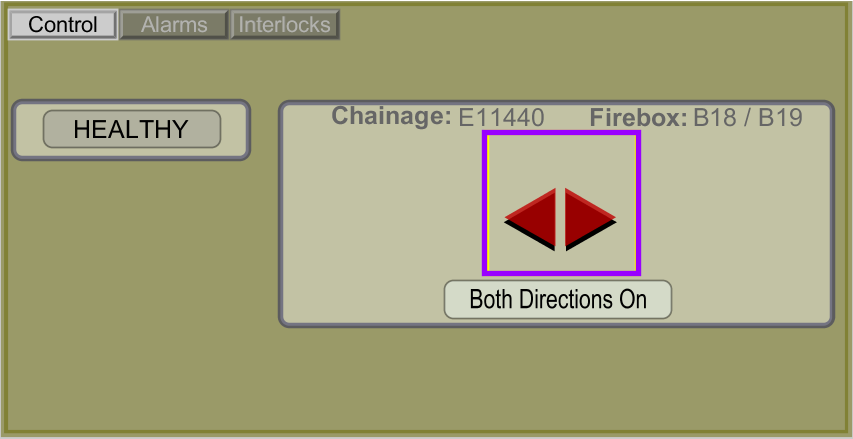 Control Alarms Interlocks
HEALTHY
Chainage: E11440 Firebox: B18 / B19
Both Directions On